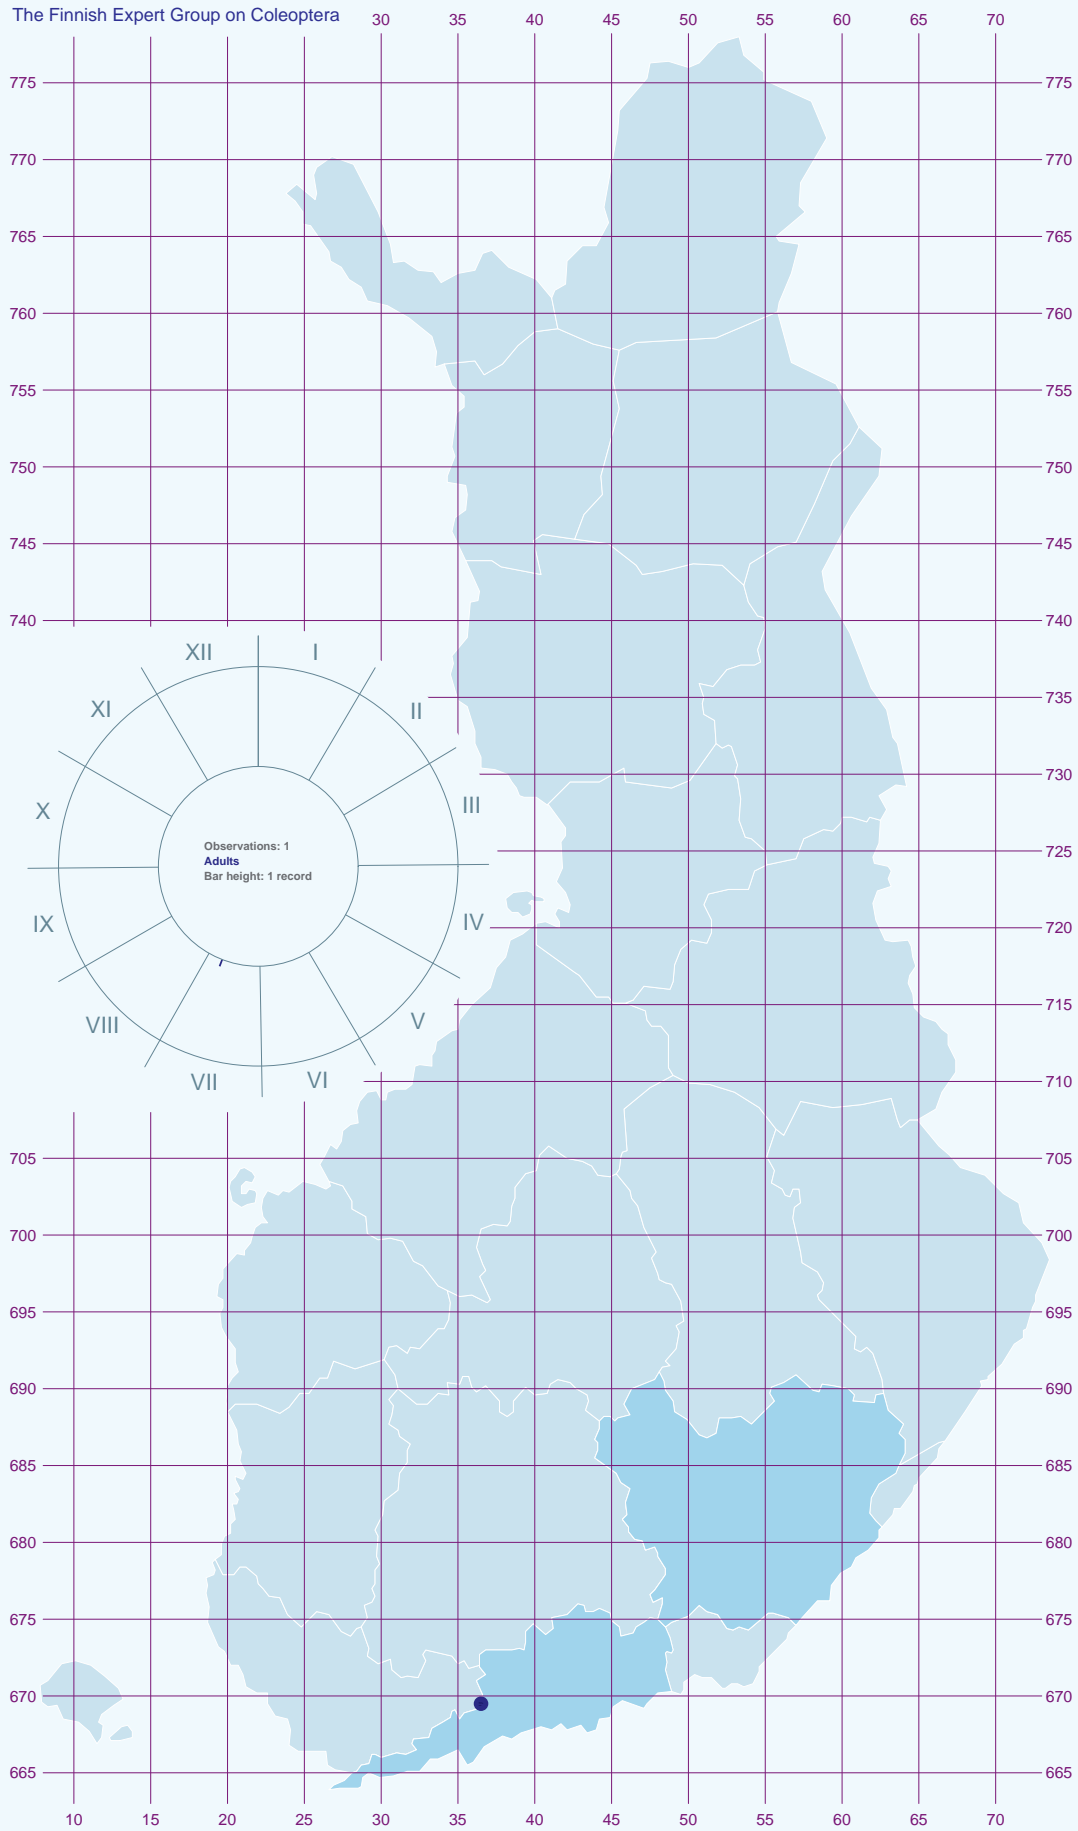 The Finnish Expert Group on Coleoptera
30 35 40 45 50 55 60 65 70
775 775
770 770
765 765
760 760
755 755
750 750
745 745
740 740
XII I
XI II
735
730
X III
Observations: 1
Adults
Bar height: 1 record
725
IX IV
720
715
VIII V
VII VI
710
705 705
700 700
695 695
690 690
685 685
680 680
675 675
670 670
665 665
10 15 20 25 30 35 40 45 50 55 60 65 70